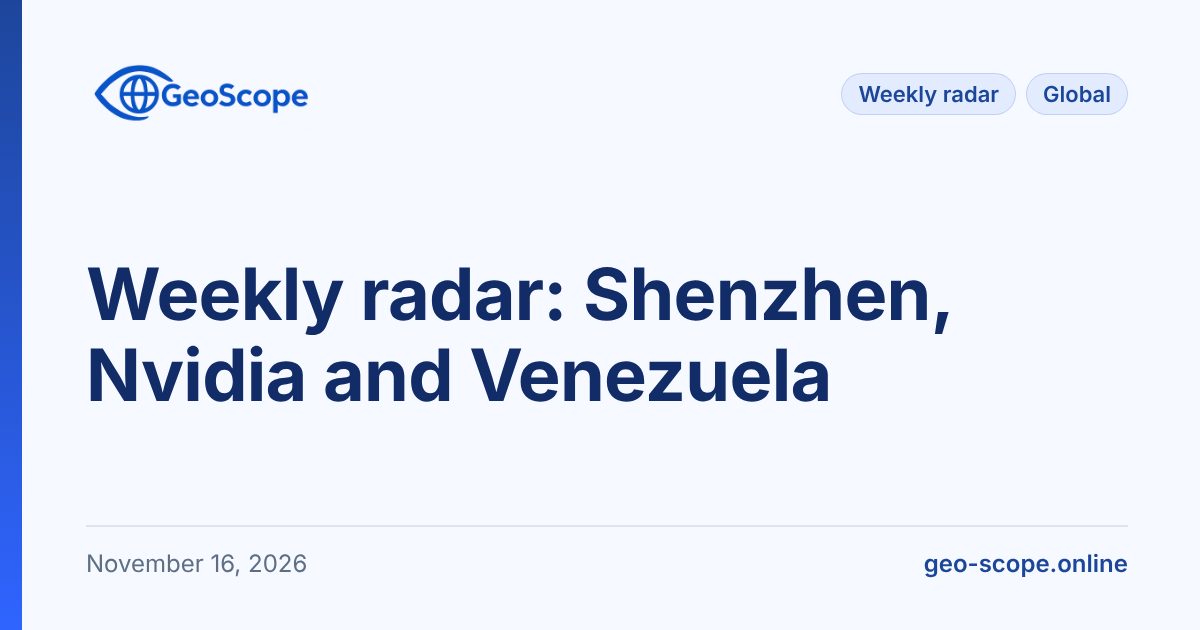 GeoScope
Weekly radar
Global
Weekly radar: Shenzhen,
Nvidia and Venezuela
November 16, 2026
geo-scope.online